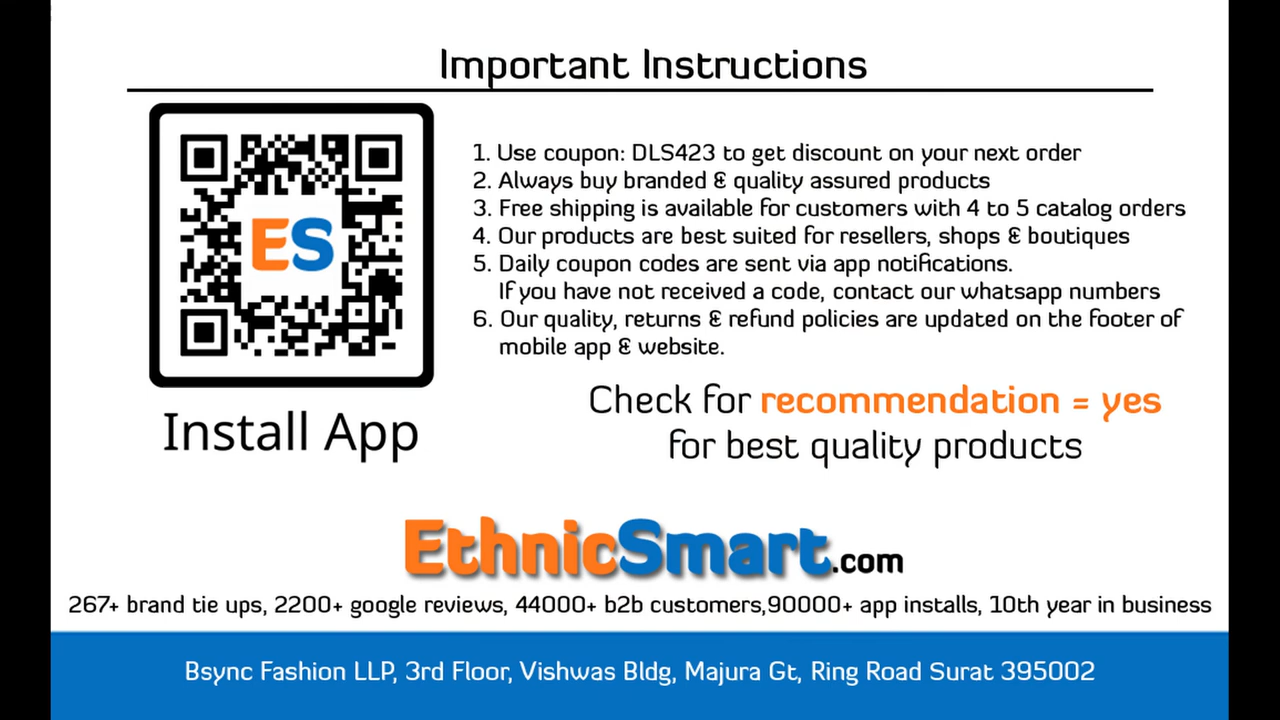 Important Instructions
ES
Install App
1. Use coupon: DLS423 to get discount on your next order
2. Always buy branded & quality assured products
3. Free shipping is available for customers with 4 to 5 catalog orders
4. Our products are best suited for resellers, shops & boutiques
5. Daily coupon codes are sent via app notifications.
If you have not received a code, contact our whatsapp numbers
6. Our quality, returns & refund policies are updated on the footer of
mobile app & website.
Check for recommendation = yes
for best quality products
EthnicSmart.com
267+ brand tie ups, 2200+ google reviews, 44000+ b2b customers,90000+ app installs, 10th year in business
Bsync Fashion LLP, 3rd Floor, Vishwas Bldg, Majura Gt, Ring Road Surat 395002